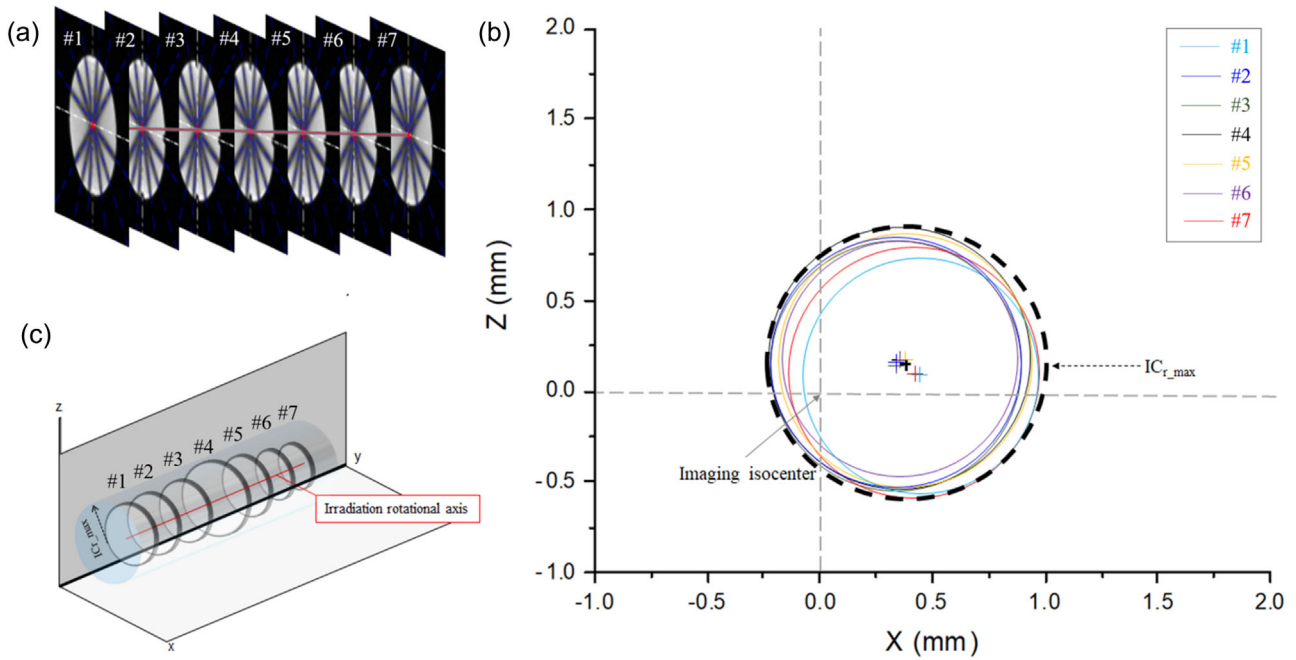 (a)
#1 #2 #3 #4 #5 #6 #7
(b)
2.0
1.5
1.0
0.5
0.0
-0.5
-1.0
Z (mm)
-1.0 -0.5 0.0 0.5 1.0 1.5 2.0
X (mm)
#1
#2
#3
#4
#5
#6
#7
ICr_max
Imaging isocenter
(c)
z
#1 #2 #3 #4 #5 #6 #7
y
ICr_max
Irradiation rotational axis
x